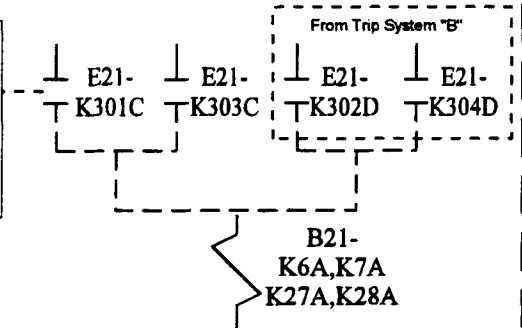 From Trip System "B"
E21- E21- E21- E21-
K301C K303C K302D K304D
B21-
K6A,K7A
K27A,K28A